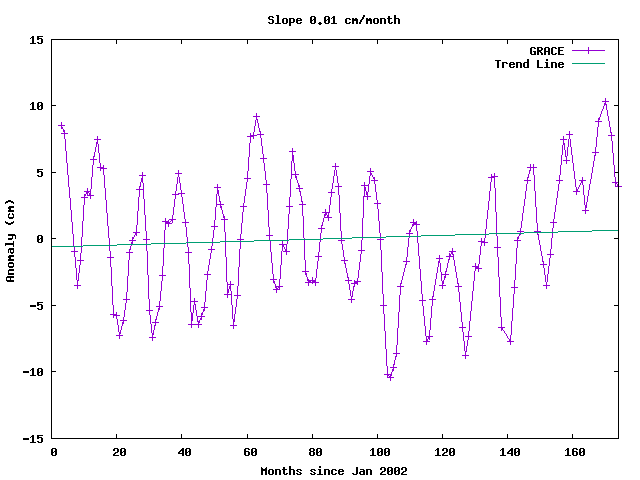 Slope 0.01 cm/month
GRACE
Trend Line
15
10
5
0
-5
-10
-15
Anomaly (cm)
0 20 40 60 80 100 120 140 160
Months since Jan 2002